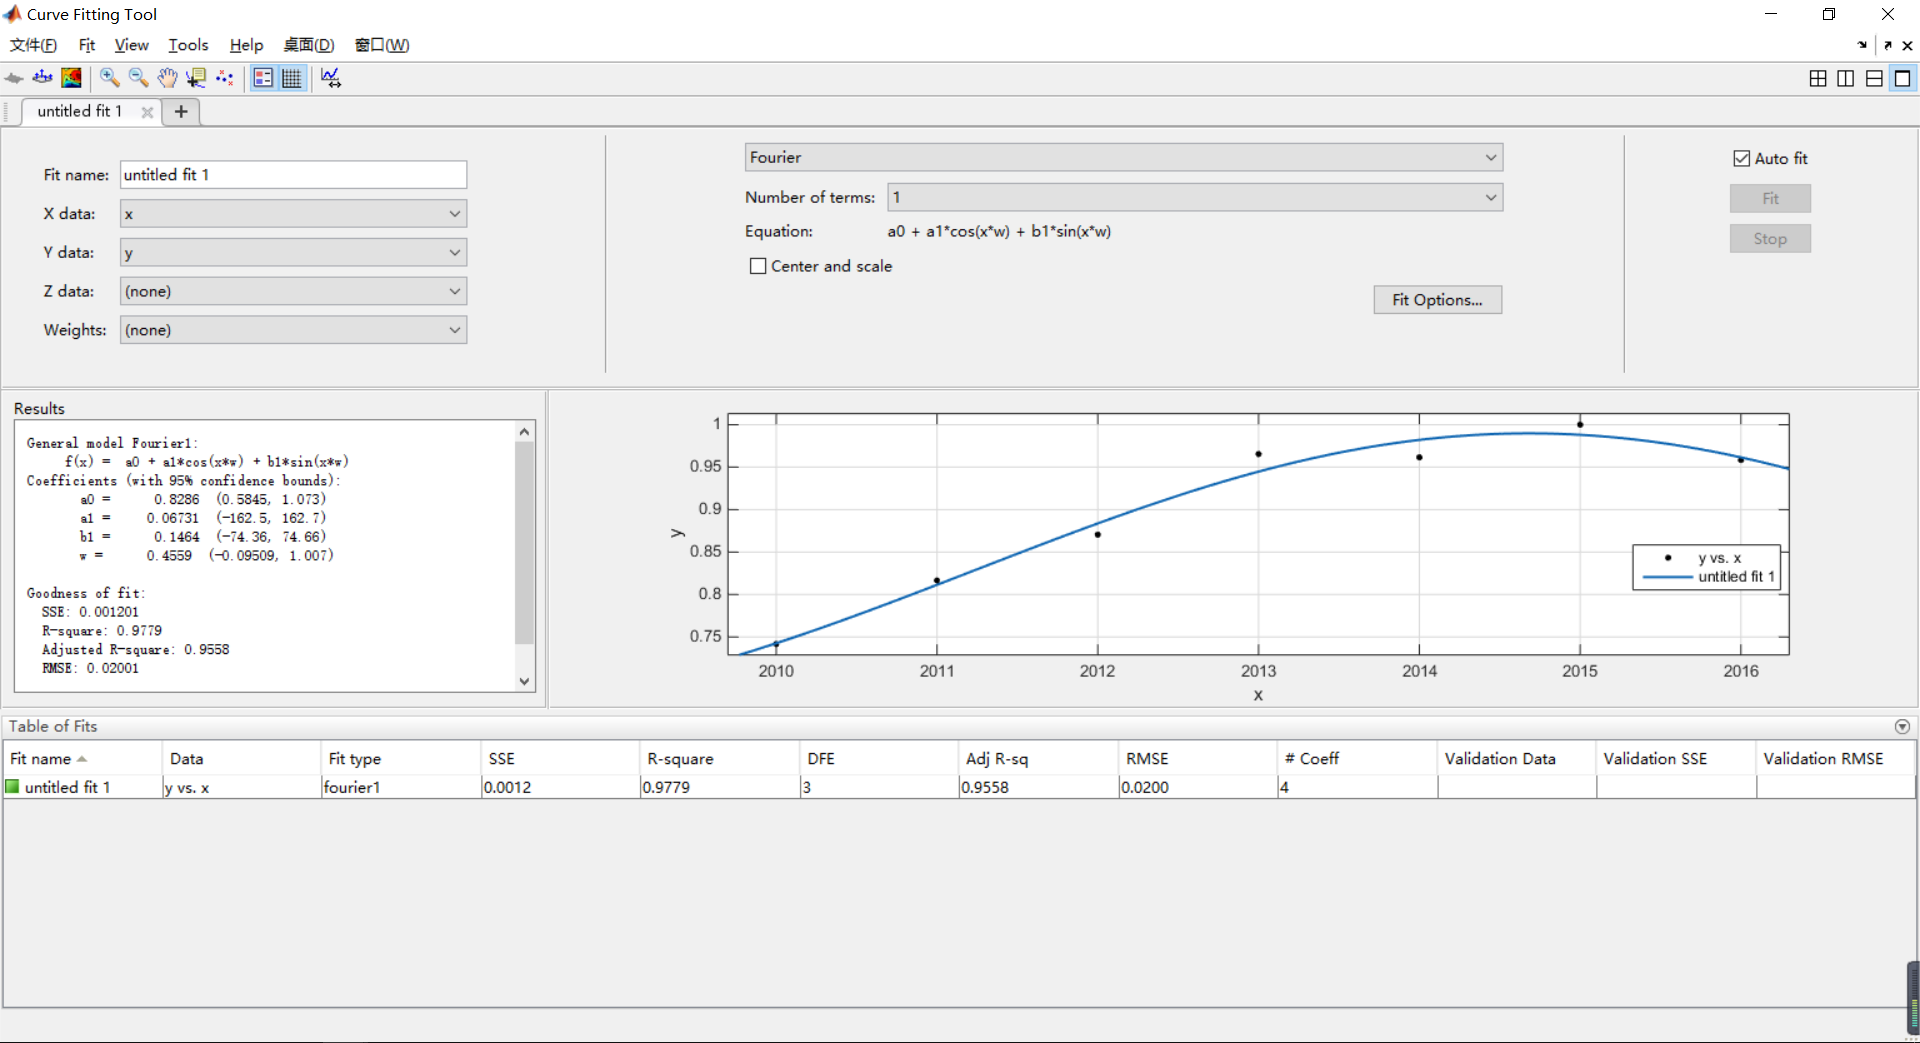 Curve Fitting Tool
文件(F) Fit View Tools Help 桌面(D) 窗口(W)
untitled fit 1
Fit name: untitled fit 1
X data: x
Y data: y
Z data: (none)
Weights: (none)
Fourier
Number of terms: 1
Equation: a0 + a1*cos(x*w) + b1*sin(x*w)
Center and scale
Fit Options...
Auto fit
Fit
Stop
Results
General model Fourier1:
f(x) = a0 + a1*cos(x*w) + b1*sin(x*w)
Coefficients (with 95% confidence bounds):
a0 = 0.8286 (0.5845, 1.073)
a1 = 0.06731 (-162.5, 162.7)
b1 = 0.1464 (-74.36, 74.66)
w = 0.4559 (-0.09509, 1.007)
Goodness of fit:
SSE: 0.001201
R-square: 0.9779
Adjusted R-square: 0.9558
RMSE: 0.02001
1
0.95
0.9
0.85
0.8
0.75
y
2010 2011 2012 2013 2014 2015 2016
x
y vs. x
untitled fit 1
Table of Fits
Fit name Data Fit type SSE R-square DFE Adj R-sq RMSE # Coeff Validation Data Validation SSE Validation RMSE
untitled fit 1 y vs. x fourier1 0.0012 0.9779 3 0.9558 0.0200 4